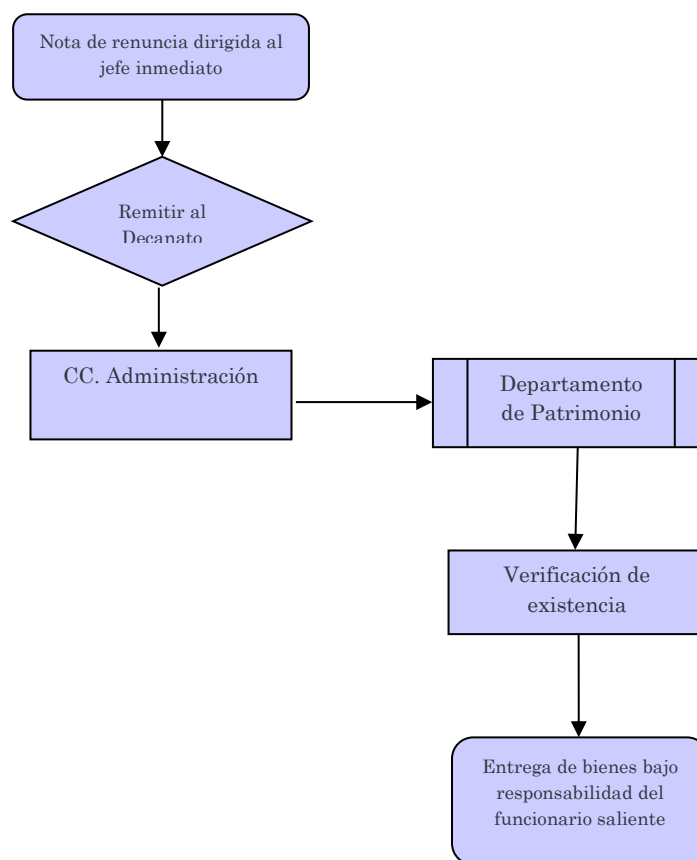 Nota de renuncia dirigida al
jefe inmediato
Remitir al
Decanato
CC. Administración
Departamento
de Patrimonio
Verificación de
existencia
Entrega de bienes bajo
responsabilidad del
funcionario saliente